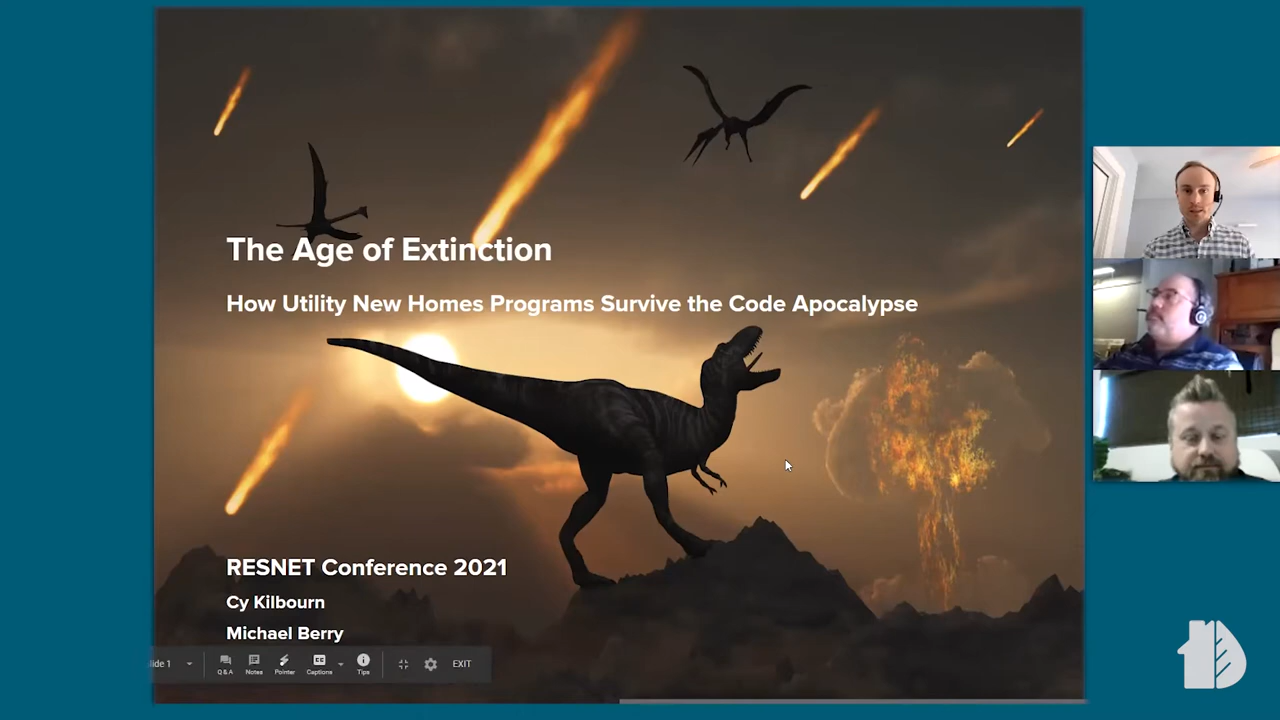 The Age of Extinction
How Utility New Homes Programs Survive the Code Apocalypse
RESNET Conference 2021
Cy Kilbourn
Michael Berry
lide 1
Q & A
Notes
Pointer
CC
Captions
Tips
EXIT